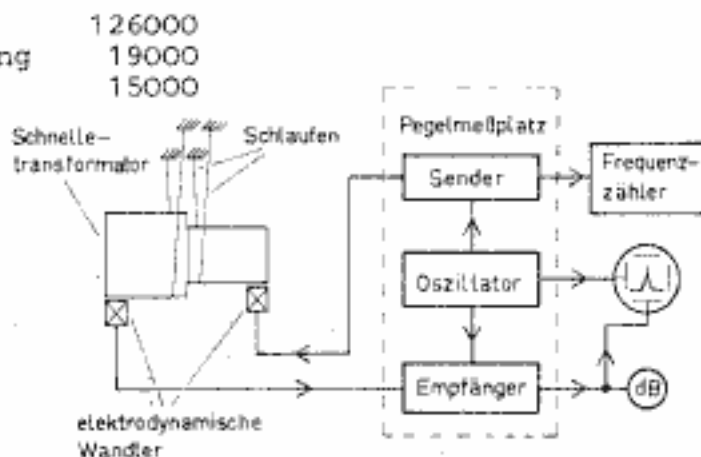 126000
ng 19000
15000
Schnelle-
transformator
Schlaufen
Pegelmeßplatz
Sender
Frequenz-
zähler
Oszillator
Empfänger
dB
elektrodynamische
Wandler